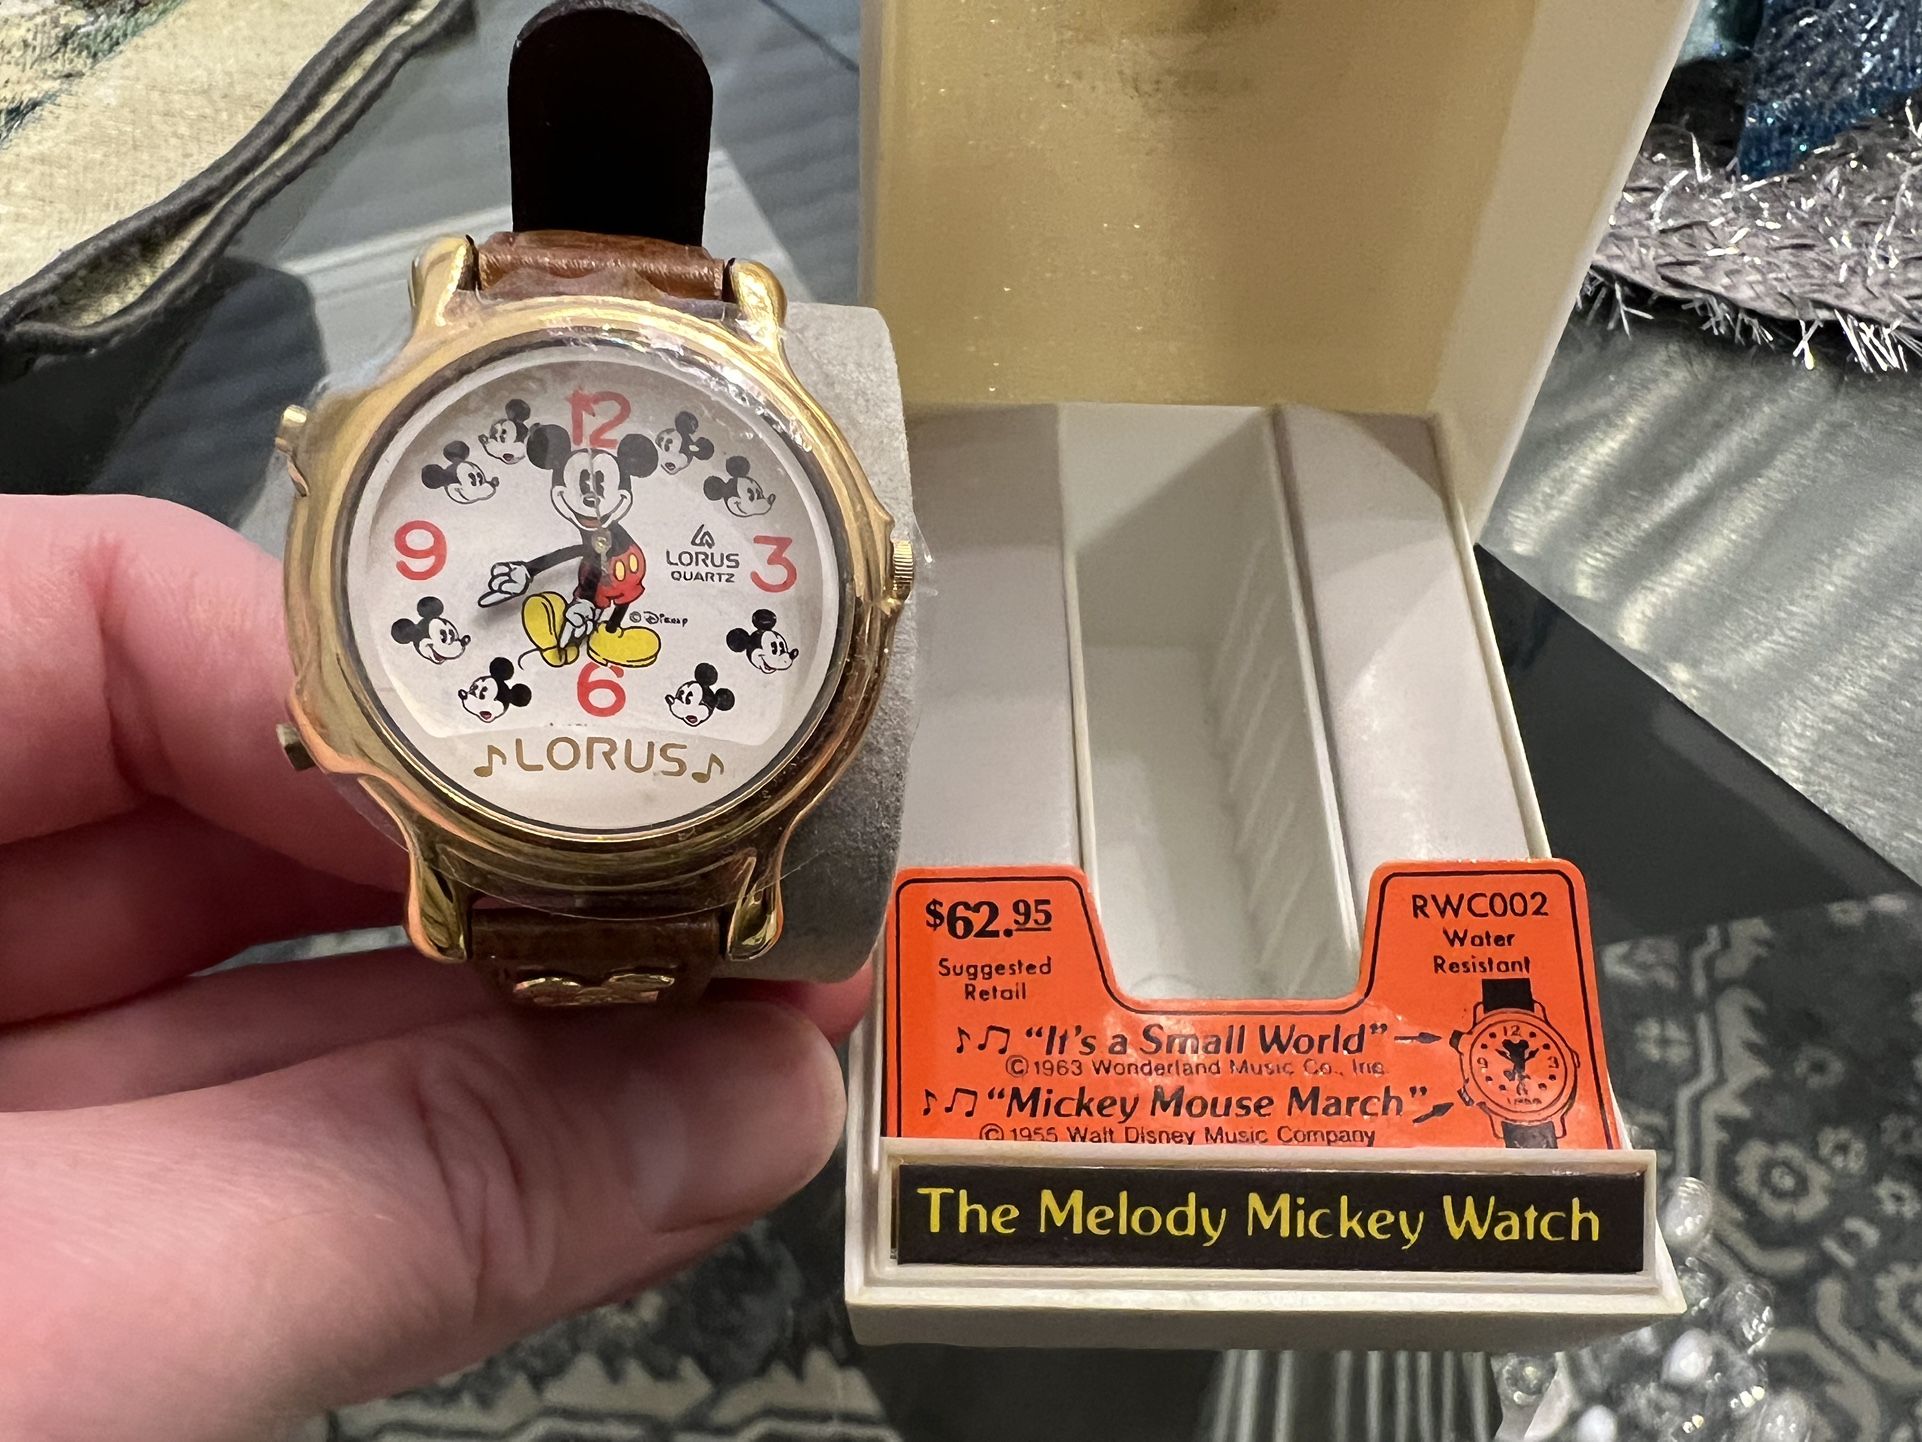 12
9
3
6
LORUS
QUARTZ
© Disney
♪LORUS♪
$62.95
Suggested
Retail
RWC002
Water
Resistant
♪♫ “It's a Small World”
©1963 Wonderland Music Co., Inc.
♪♫ “Mickey Mouse March”
© 1955 Walt Disney Music Company
The Melody Mickey Watch